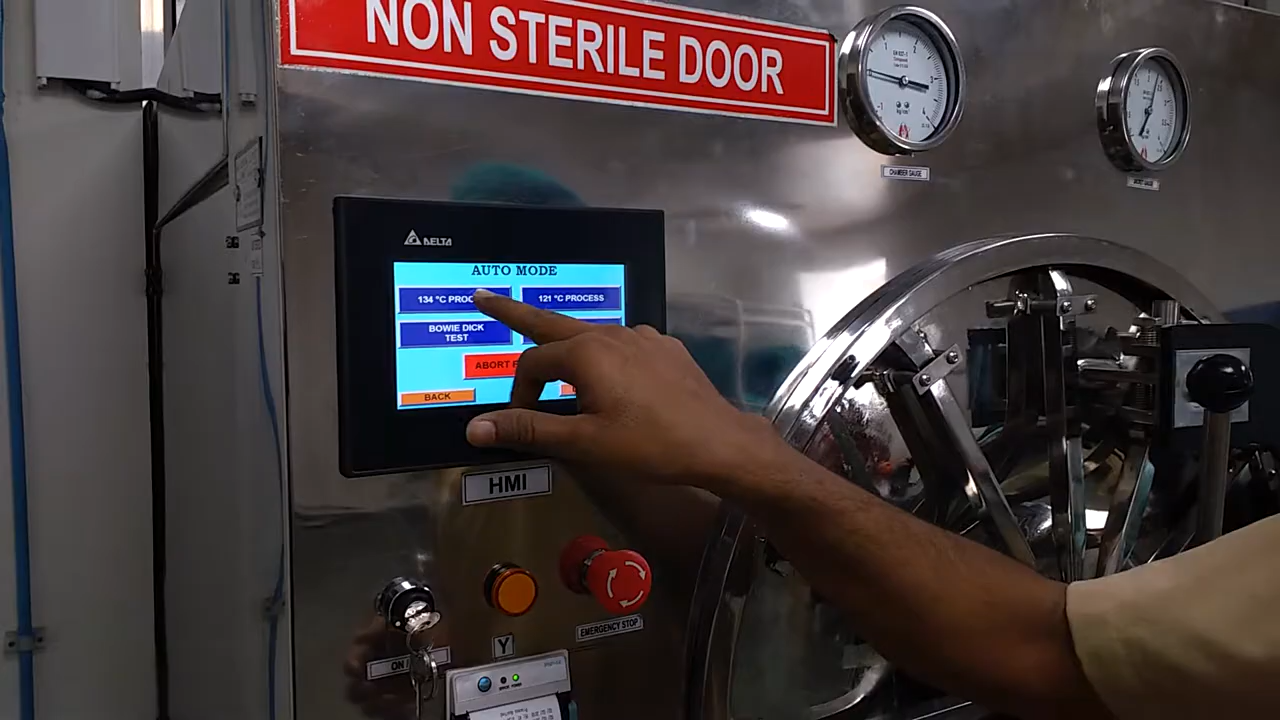 NON STERILE DOOR
CHAMBER GAUGE
DELTA
AUTO MODE
134 °C PROC
121 °C PROCESS
BOWIE DICK
TEST
ABORT
BACK
HMI
Y
EMERGENCY STOP
ON